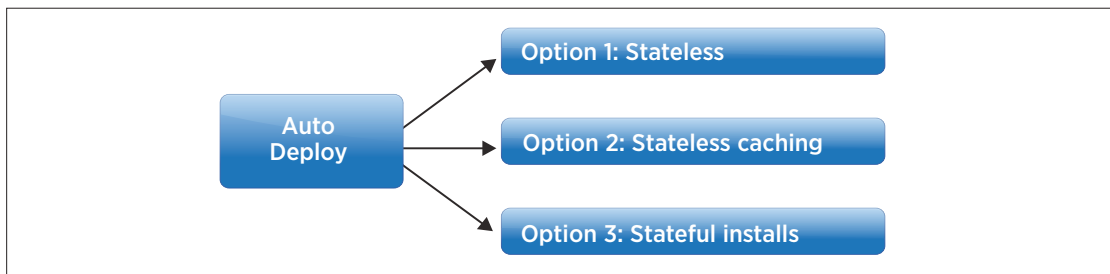 Auto
Deploy
Option 1: Stateless
Option 2: Stateless caching
Option 3: Stateful installs